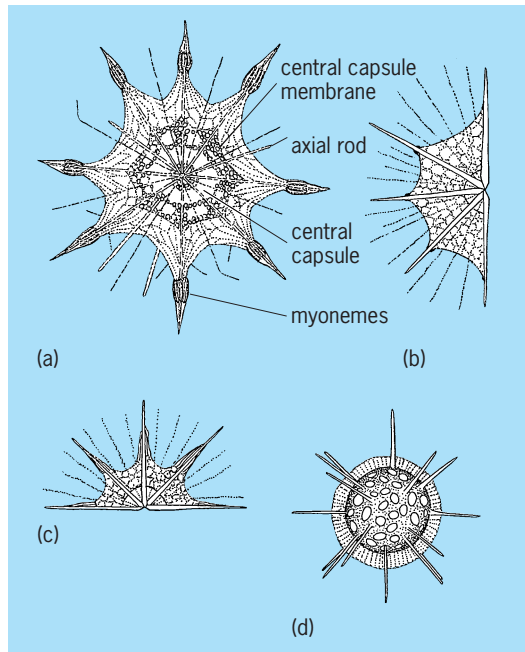 central capsule
membrane
axial rod
central
capsule
myonemes
(a)
(b)
(c)
(d)